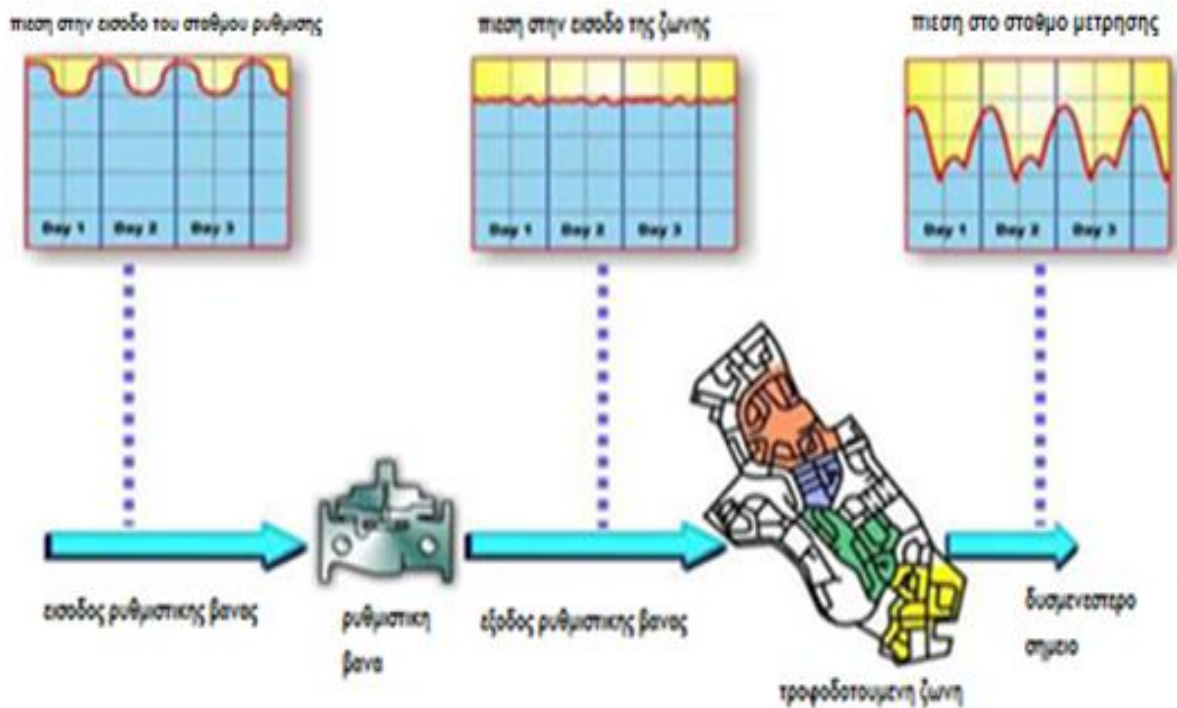 πιεση στην εισοδο του σταθμου ρυθμισης
πιεση στην εισοδο της ζωνης
πιεση στο σταθμο μετρησης
Day 1 Day 2 Day 3
Day 1 Day 2 Day 3
Day 1 Day 2 Day 3
εισοδος ρυθμιστικης βανας
ρυθμιστικη
βανα
εξοδος ρυθμιστικης βανας
τροφοδοτουμενη ζωνη
δυσμενεστερο
σημειο